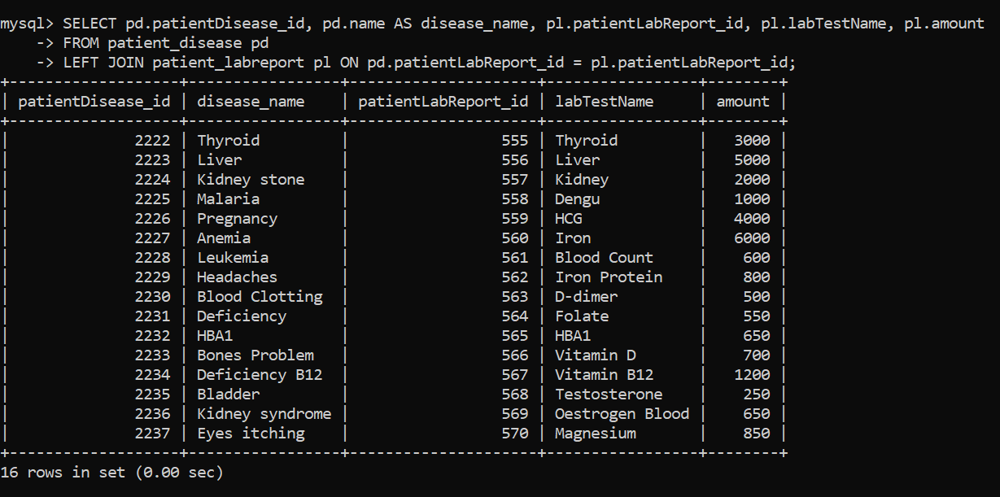 mysql> SELECT pd.patientDisease_id, pd.name AS disease_name, pl.patientLabReport_id, pl.labTestName, pl.amount
    -> FROM patient_disease pd
    -> LEFT JOIN patient_labreport pl ON pd.patientLabReport_id = pl.patientLabReport_id;
+-------------------+-----------------+---------------------+-----------------+--------+
| patientDisease_id | disease_name    | patientLabReport_id | labTestName     | amount |
+-------------------+-----------------+---------------------+-----------------+--------+
|              2222 | Thyroid         |                 555 | Thyroid         |   3000 |
|              2223 | Liver           |                 556 | Liver           |   5000 |
|              2224 | Kidney stone    |                 557 | Kidney          |   2000 |
|              2225 | Malaria         |                 558 | Dengu           |   1000 |
|              2226 | Pregnancy       |                 559 | HCG             |   4000 |
|              2227 | Anemia          |                 560 | Iron            |   6000 |
|              2228 | Leukemia        |                 561 | Blood Count     |    600 |
|              2229 | Headaches       |                 562 | Iron Protein    |    800 |
|              2230 | Blood Clotting  |                 563 | D-dimer         |    500 |
|              2231 | Deficiency      |                 564 | Folate          |    550 |
|              2232 | HBA1            |                 565 | HBA1            |    650 |
|              2233 | Bones Problem   |                 566 | Vitamin D       |    700 |
|              2234 | Deficiency B12  |                 567 | Vitamin B12     |   1200 |
|              2235 | Bladder         |                 568 | Testosterone    |    250 |
|              2236 | Kidney syndrome |                 569 | Oestrogen Blood |    650 |
|              2237 | Eyes itching    |                 570 | Magnesium       |    850 |
+-------------------+-----------------+---------------------+-----------------+--------+
16 rows in set (0.00 sec)